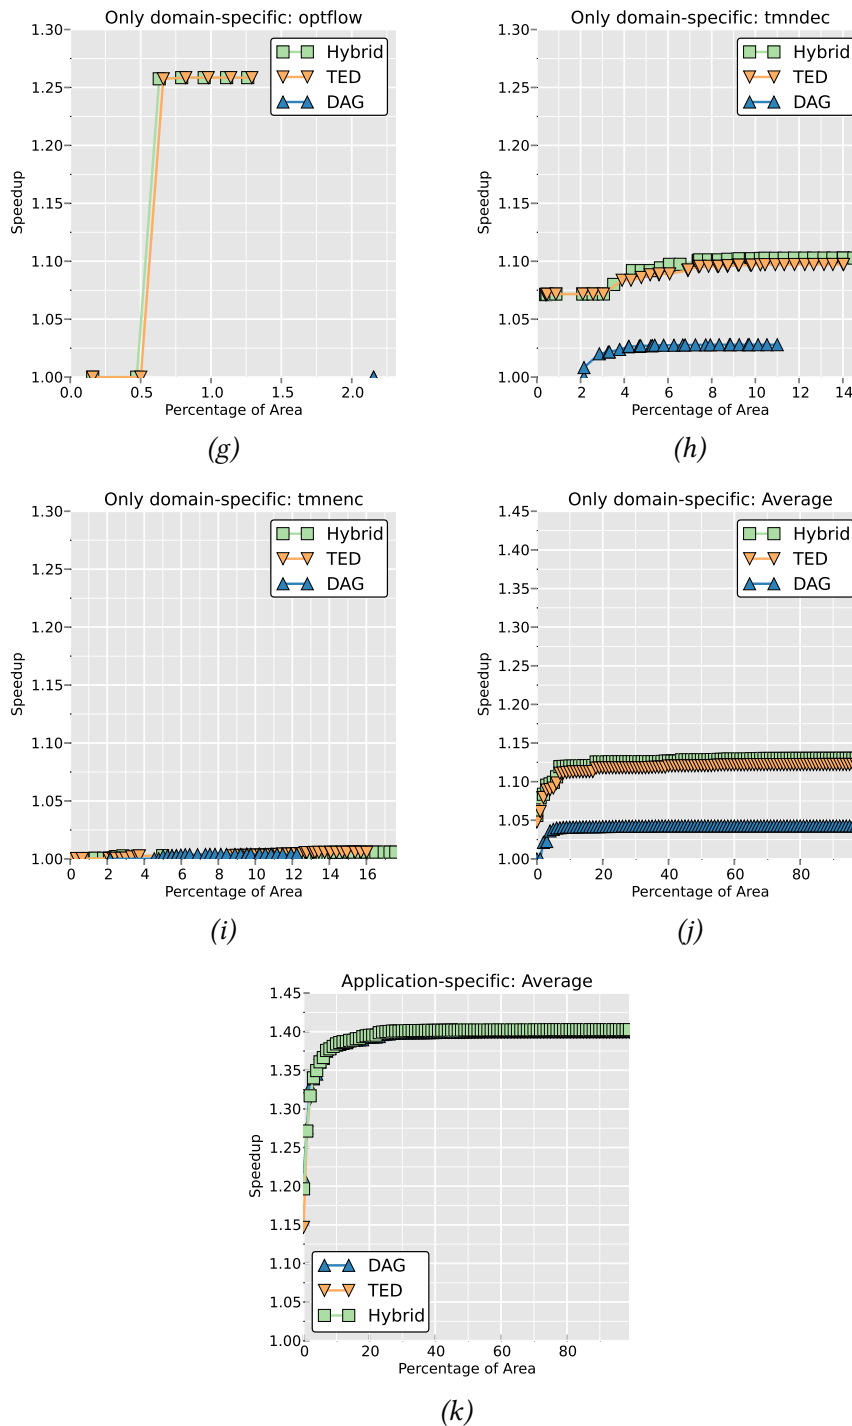 Only domain-specific: optflow
1.30
1.25
1.20
1.15
1.10
1.05
1.00
Speedup
Hybrid
TED
DAG
0.0 0.5 1.0 1.5 2.0
Percentage of Area
(g)
Only domain-specific: tmndec
1.30
1.25
1.20
1.15
1.10
1.05
1.00
Speedup
Hybrid
TED
DAG
0 2 4 6 8 10 12 14
Percentage of Area
(h)
Only domain-specific: tmnenc
1.30
1.25
1.20
1.15
1.10
1.05
1.00
Speedup
Hybrid
TED
DAG
0 2 4 6 8 10 12 14 16
Percentage of Area
(i)
Only domain-specific: Average
1.45
1.40
1.35
1.30
1.25
1.20
1.15
1.10
1.05
1.00
Speedup
Hybrid
TED
DAG
0 20 40 60 80
Percentage of Area
(j)
Application-specific: Average
1.45
1.40
1.35
1.30
1.25
1.20
1.15
1.10
1.05
1.00
Speedup
DAG
TED
Hybrid
0 20 40 60 80
Percentage of Area
(k)